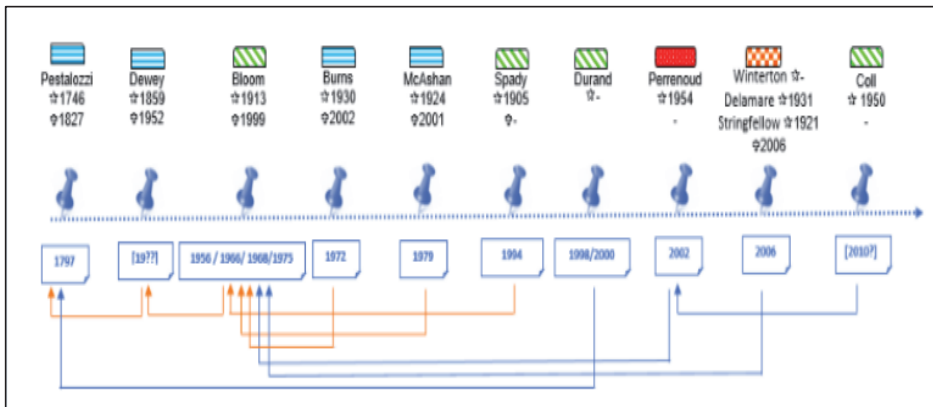 Pestalozzi
☆1746
✞1827
Dewey
☆1859
✞1952
Bloom
☆1913
✞1999
Burns
☆1930
✞2002
McAshan
☆1924
✞2001
Spady
☆1905
✞-
Durand
☆-
Perrenoud
☆1954
-
Winterton ☆-
Delamare ☆1931
Stringfellow ☆1921
✞2006
Coll
☆ 1950
-
1797
[19??]
1956 / 1966/ 1968/1975
1972
1979
1994
1998/2000
2002
2006
[2010?]